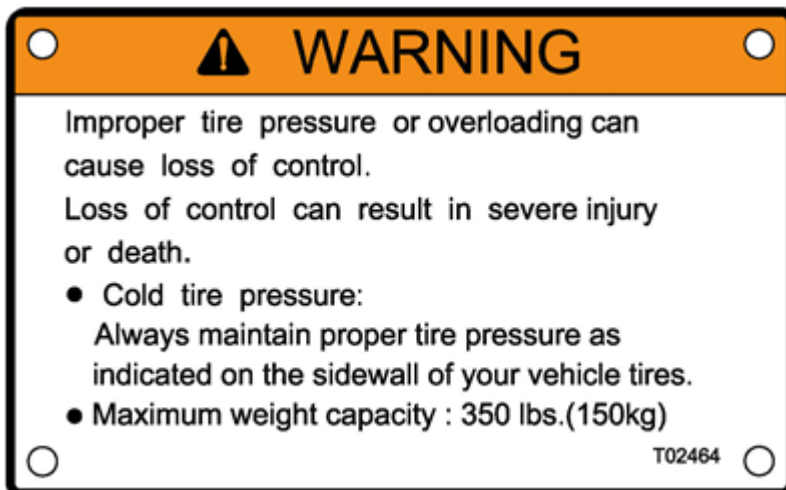 WARNING
Improper tire pressure or overloading can
cause loss of control.
Loss of control can result in severe injury
or death.
● Cold tire pressure:
Always maintain proper tire pressure as
indicated on the sidewall of your vehicle tires.
● Maximum weight capacity : 350 lbs.(150kg)
T02464